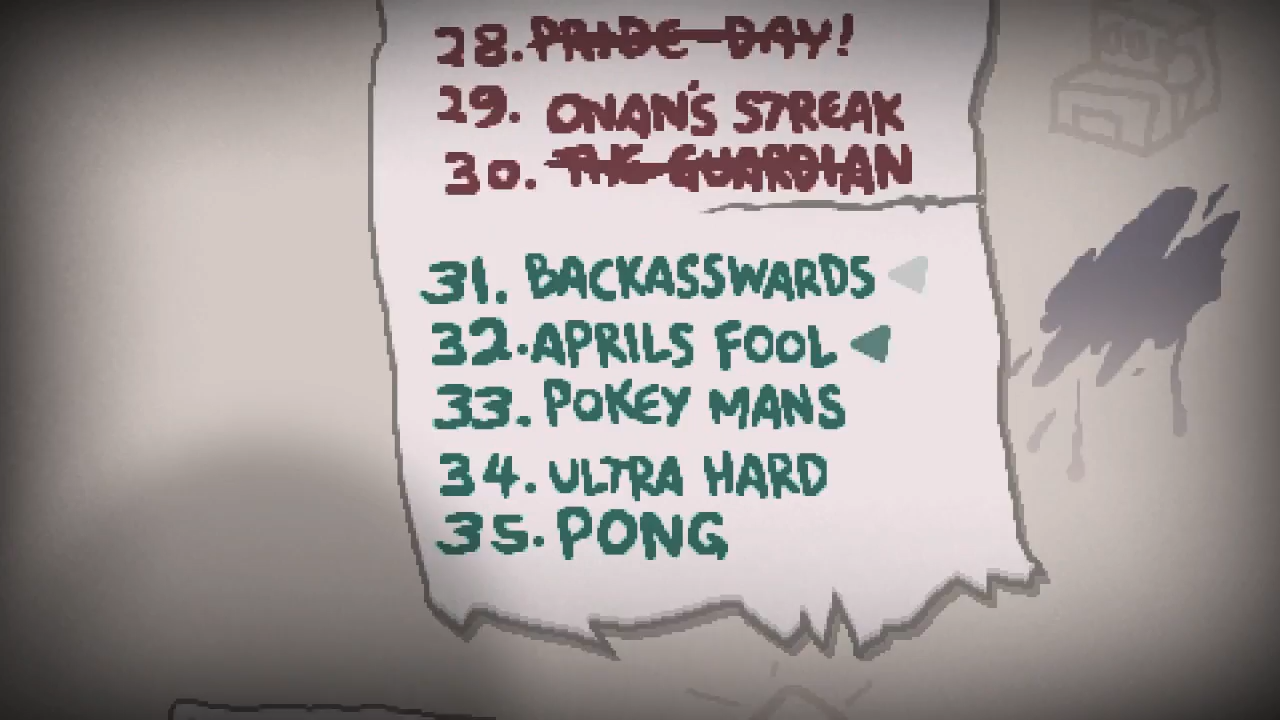 28. PRIDE DAY!
29. ONAN'S STREAK
30. THE GUARDIAN
31. BACKASSWARDS
32. APRILS FOOL
33. POKEY MANS
34. ULTRA HARD
35. PONG